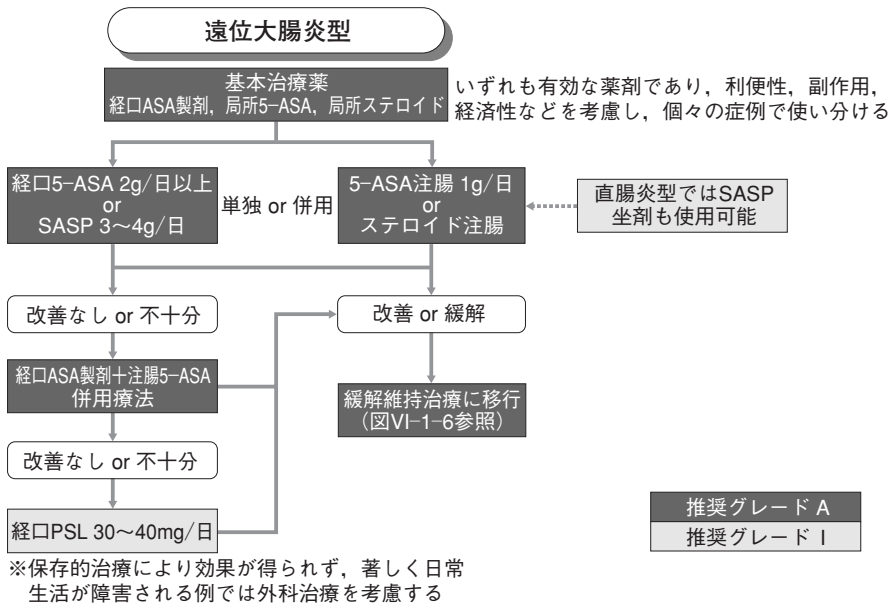 遠位大腸炎型
基本治療薬
経口ASA製剤，局所5-ASA，局所ステロイド
いずれも有効な薬剤であり，利便性，副作用，
経済性などを考慮し，個々の症例で使い分ける
経口5-ASA 2g/日以上
or
SASP 3〜4g/日
単独 or 併用
5-ASA注腸 1g/日
or
ステロイド注腸
直腸炎型ではSASP
坐剤も使用可能
改善なし or 不十分
改善 or 緩解
経口ASA製剤＋注腸5-ASA
併用療法
緩解維持治療に移行
（図VI-1-6参照）
改善なし or 不十分
経口PSL 30〜40mg/日
推奨グレード A
推奨グレード I
※保存的治療により効果が得られず，著しく日常
生活が障害される例では外科治療を考慮する